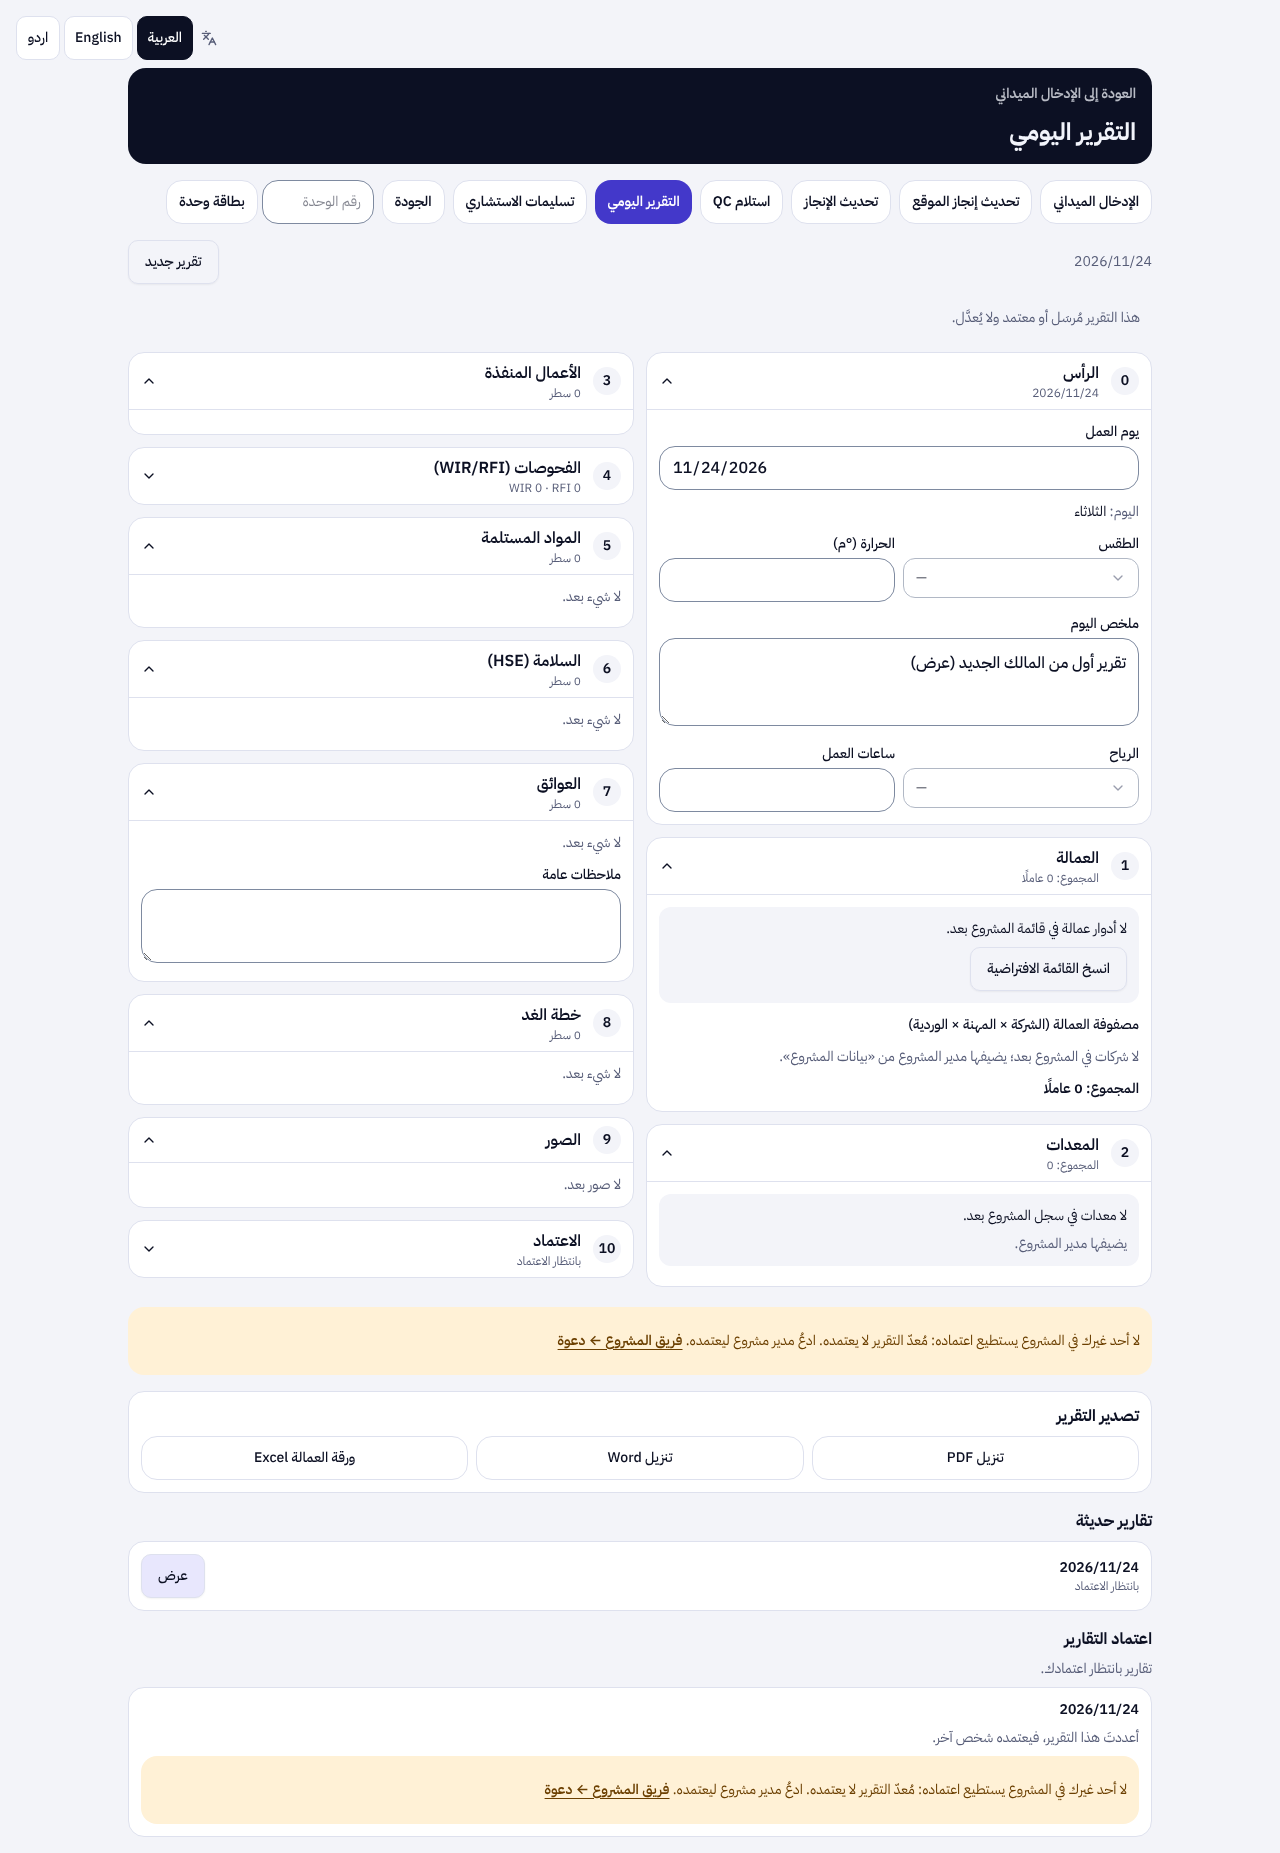 العربية
English
اردو
العودة إلى الإدخال الميداني
التقرير اليومي
الإدخال الميداني
تحديث إنجاز الموقع
تحديث الإنجاز
استلام QC
التقرير اليومي
تسليمات الاستشاري
الجودة
رقم الوحدة
بطاقة وحدة
2026/11/24
تقرير جديد
هذا التقرير مُرسَل أو معتمد ولا يُعدَّل.
0
الرأس
2026/11/24
يوم العمل
11/24/2026
اليوم: الثلاثاء
الطقس
الحرارة (°م)
—
ملخص اليوم
تقرير أول من المالك الجديد (عرض)
الرياح
ساعات العمل
—
1
العمالة
المجموع: 0 عاملًا
لا أدوار عمالة في قائمة المشروع بعد.
انسخ القائمة الافتراضية
مصفوفة العمالة (الشركة × المهنة × الوردية)
لا شركات في المشروع بعد؛ يضيفها مدير المشروع من «بيانات المشروع».
المجموع: 0 عاملًا
2
المعدات
المجموع: 0
لا معدات في سجل المشروع بعد.
يضيفها مدير المشروع.
3
الأعمال المنفذة
0 سطر
4
الفحوصات (WIR/RFI)
WIR 0 · RFI 0
5
المواد المستلمة
0 سطر
لا شيء بعد.
6
السلامة (HSE)
0 سطر
لا شيء بعد.
7
العوائق
0 سطر
لا شيء بعد.
ملاحظات عامة
8
خطة الغد
0 سطر
لا شيء بعد.
9
الصور
لا صور بعد.
10
الاعتماد
بانتظار الاعتماد
لا أحد غيرك في المشروع يستطيع اعتماده: مُعدّ التقرير لا يعتمده. ادعُ مدير مشروع ليعتمده. فريق المشروع ← دعوة
تصدير التقرير
تنزيل PDF
تنزيل Word
ورقة العمالة Excel
تقارير حديثة
2026/11/24
بانتظار الاعتماد
عرض
اعتماد التقارير
تقارير بانتظار اعتمادك.
2026/11/24
أعددتَ هذا التقرير، فيعتمده شخص آخر.
لا أحد غيرك في المشروع يستطيع اعتماده: مُعدّ التقرير لا يعتمده. ادعُ مدير مشروع ليعتمده. فريق المشروع ← دعوة